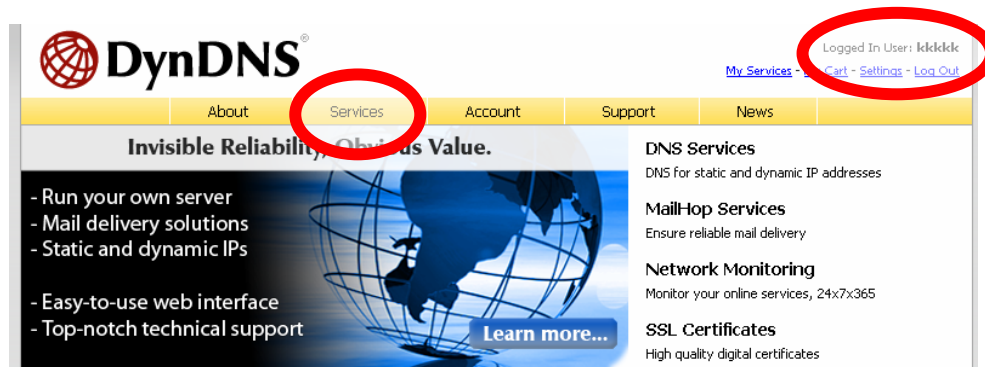 DynDNS®
Logged In User: kkkkk
My Services - Cart - Settings - Log Out
About Services Account Support News
Invisible Reliability, Obvious Value.
- Run your own server
- Mail delivery solutions
- Static and dynamic IPs
- Easy-to-use web interface
- Top-notch technical support
Learn more...
DNS Services
DNS for static and dynamic IP addresses
MailHop Services
Ensure reliable mail delivery
Network Monitoring
Monitor your online services, 24x7x365
SSL Certificates
High quality digital certificates